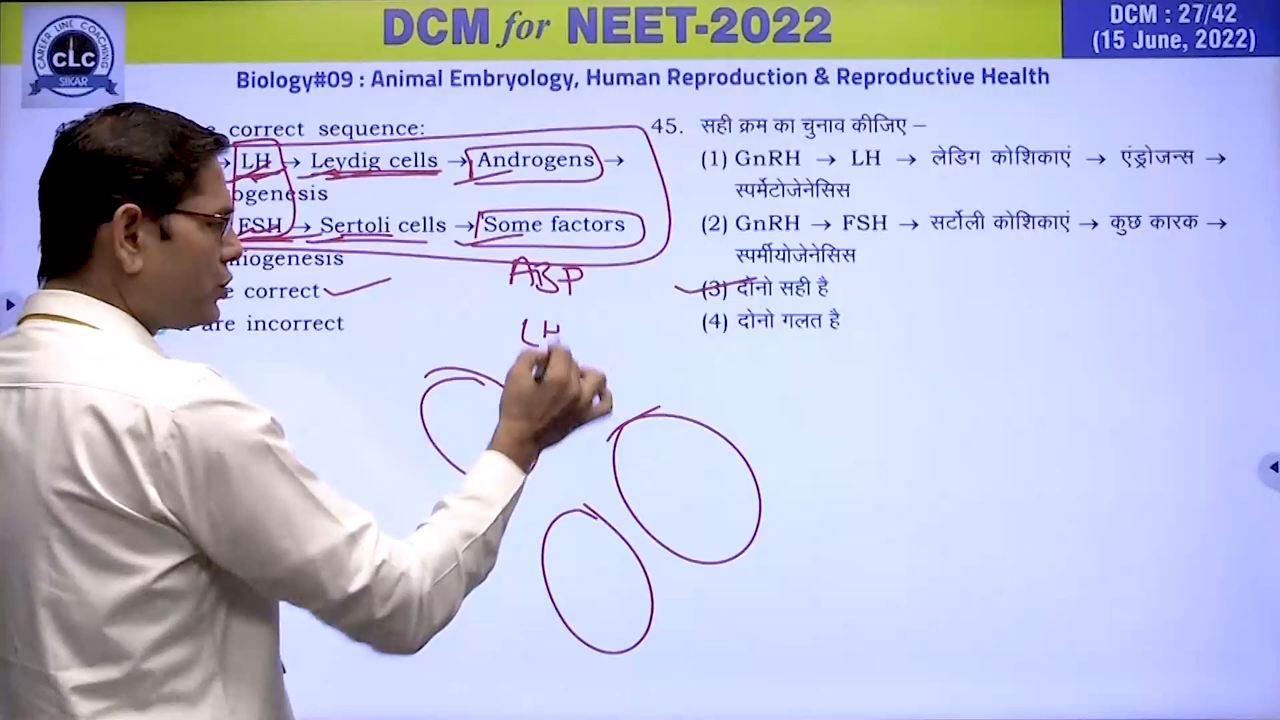 DCM for NEET-2022
DCM : 27/42
(15 June, 2022)
CAREER LINE COACHING
CLC
SIKAR
Biology#09 : Animal Embryology, Human Reproduction & Reproductive Health
correct sequence:
→ LH → Leydig cells → Androgens →
ogenesis
FSH → Sertoli cells → Some factors
iogenesis
correct
are incorrect
ABP
LH
45. सही क्रम का चुनाव कीजिए –
(1) GnRH → LH → लेडिग कोशिकाएं → एंड्रोजन्स →
स्पर्मेटोजेनेसिस
(2) GnRH → FSH → सर्टोली कोशिकाएं → कुछ कारक →
स्पर्मीयोजेनेसिस
(3) दोनो सही है
(4) दोनो गलत है